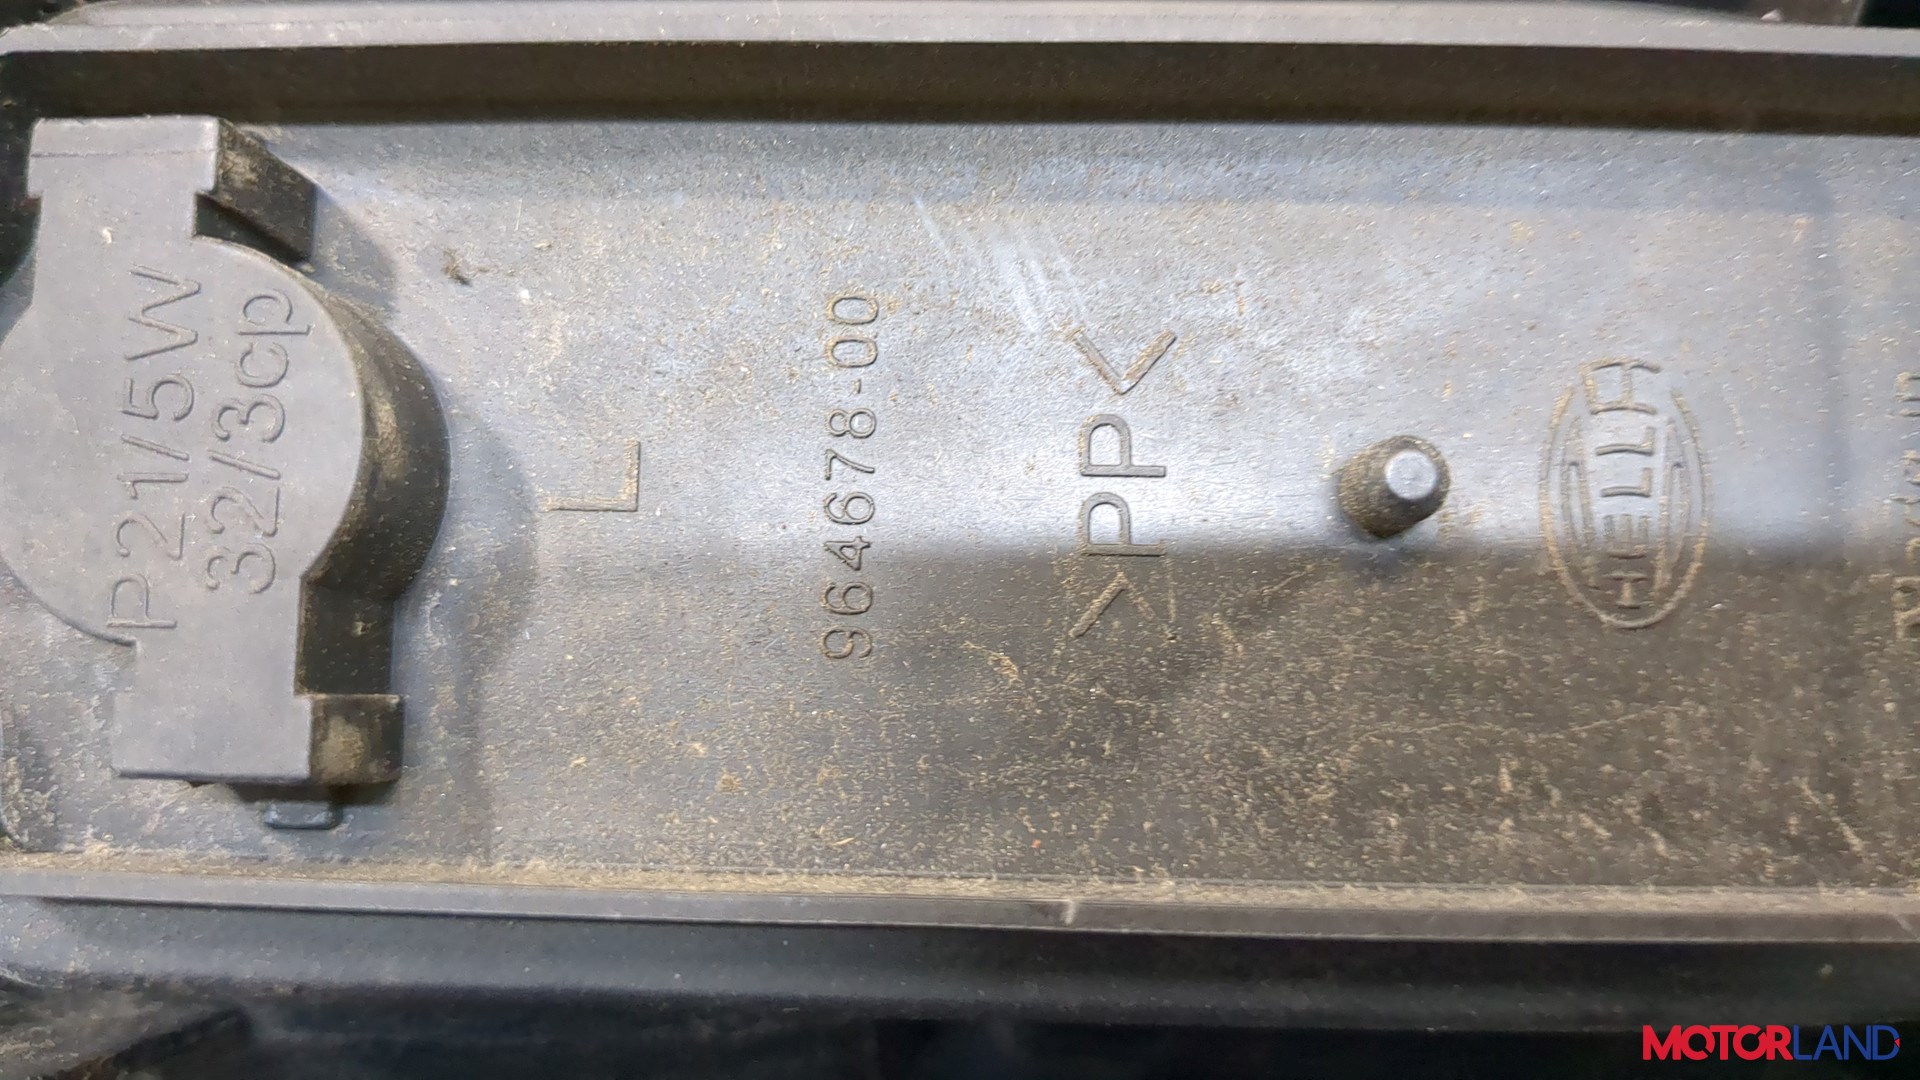 P21/5W
32/3cp
L
964678-00
>PP<
HELLA
MOTORLAND